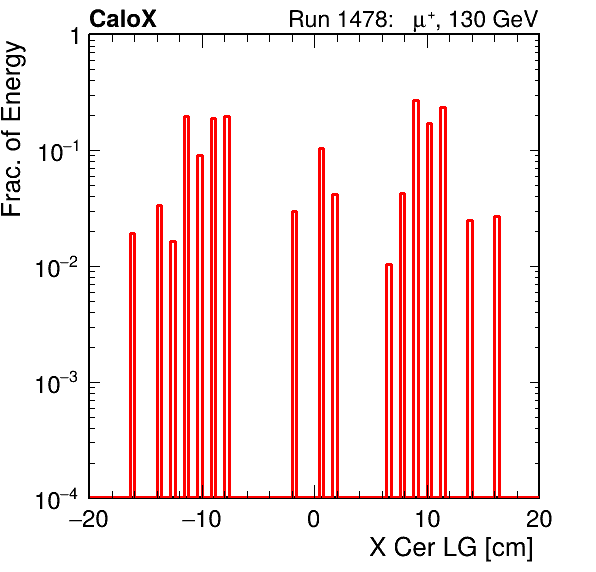 CaloX Run 1478: μ⁺, 130 GeV
Frac. of Energy
1
10⁻¹
10⁻²
10⁻³
10⁻⁴
−20 −10 0 10 20
X Cer LG [cm]